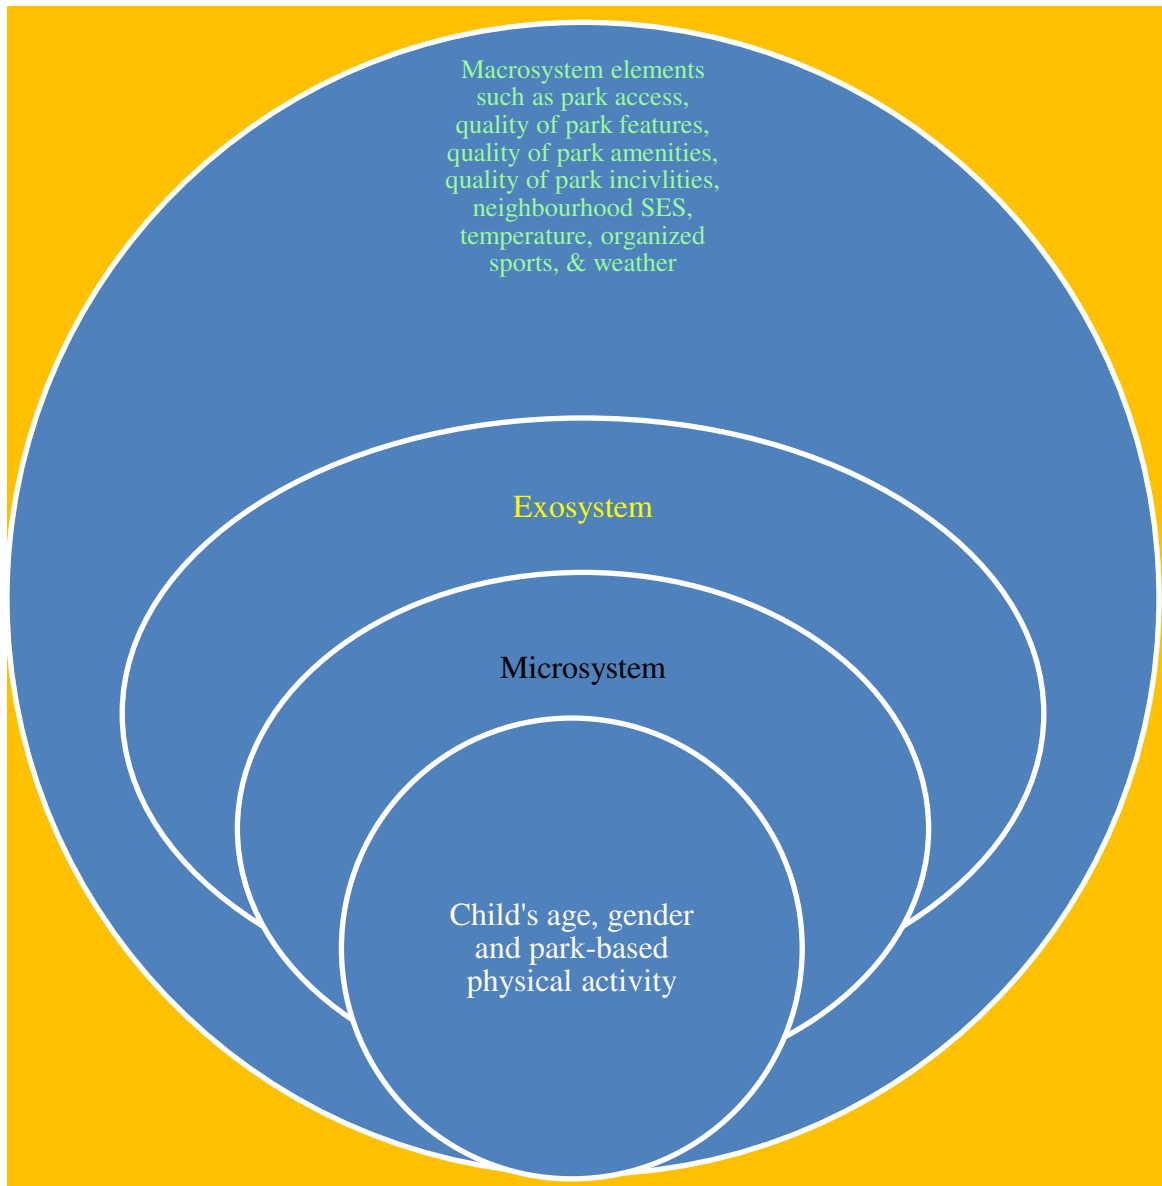 Macrosystem elements
such as park access,
quality of park features,
quality of park amenities,
quality of park incivlities,
neighbourhood SES,
temperature, organized
sports, & weather
Exosystem
Microsystem
Child's age, gender
and park-based
physical activity